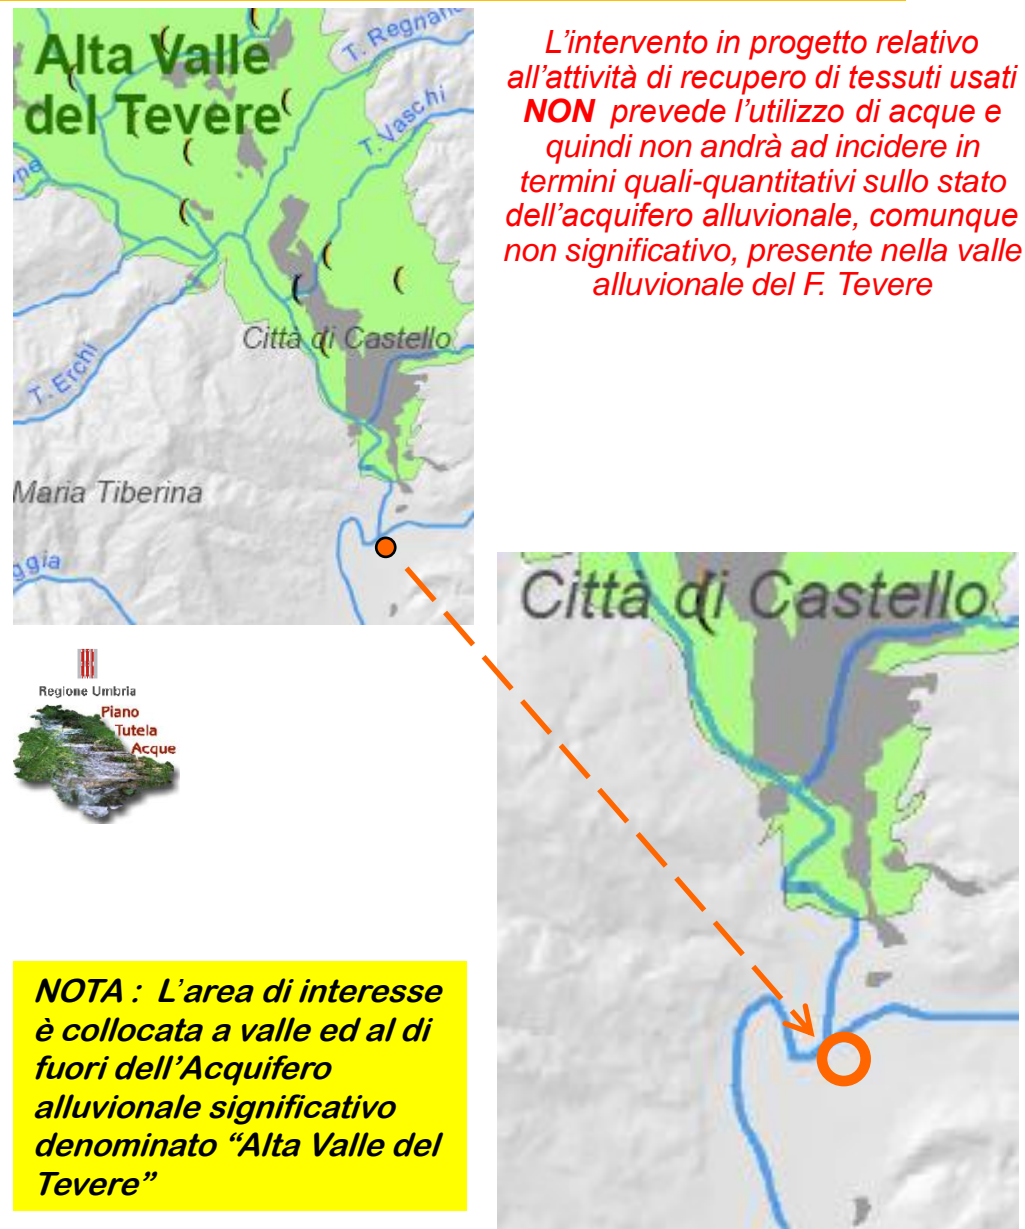 Alta Valle
del Tevere
T. Regnano
T. Vaschi
one
T. Erchi
Città di Castello
Maria Tiberina
ggia
L'intervento in progetto relativo
all'attività di recupero di tessuti usati
NON prevede l'utilizzo di acque e
quindi non andrà ad incidere in
termini quali-quantitativi sullo stato
dell'acquifero alluvionale, comunque
non significativo, presente nella valle
alluvionale del F. Tevere
Regione Umbria
Piano
Tutela
Acque
Città di Castello
NOTA : L'area di interesse
è collocata a valle ed al di
fuori dell'Acquifero
alluvionale significativo
denominato “Alta Valle del
Tevere”